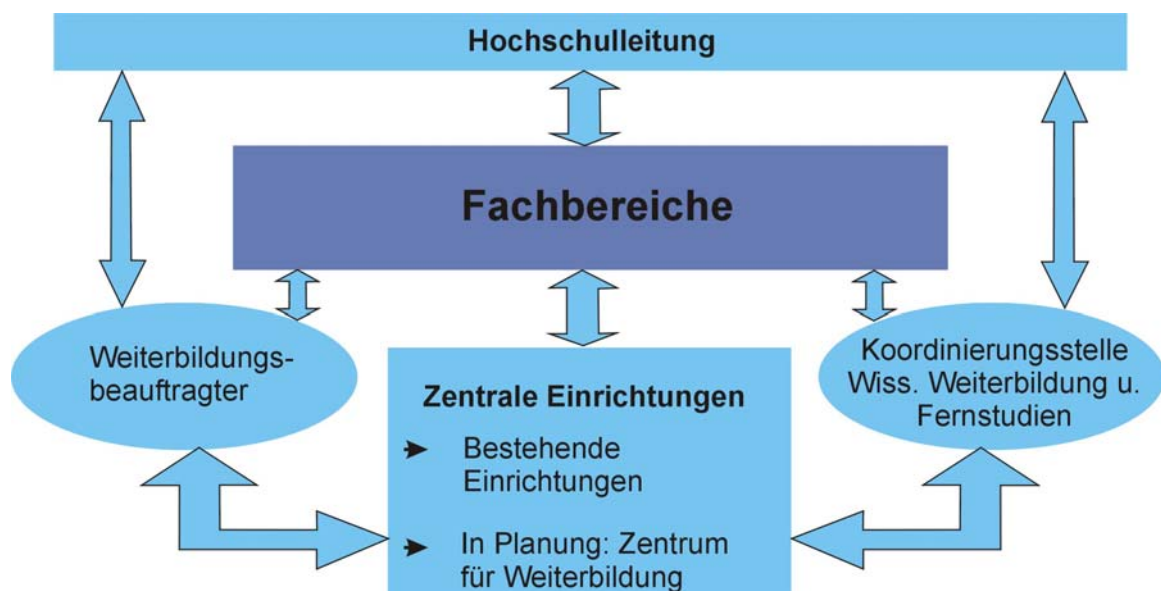 Hochschulleitung
Fachbereiche
Weiterbildungs-
beauftragter
Zentrale Einrichtungen
Bestehende
Einrichtungen
In Planung: Zentrum
für Weiterbildung
Koordinierungsstelle
Wiss. Weiterbildung u.
Fernstudien